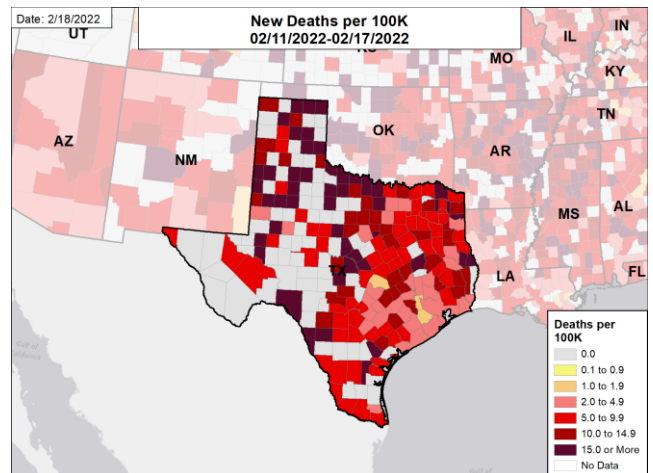 Date: 2/18/2022
New Deaths per 100K
02/11/2022-02/17/2022
UT
IL
IN
MO
KY
TN
AZ
NM
OK
AR
MS
AL
TX
LA
FL
Gulf of
California
Deaths per
100K
0.0
0.1 to 0.9
1.0 to 1.9
2.0 to 4.9
5.0 to 9.9
10.0 to 14.9
15.0 or More
No Data